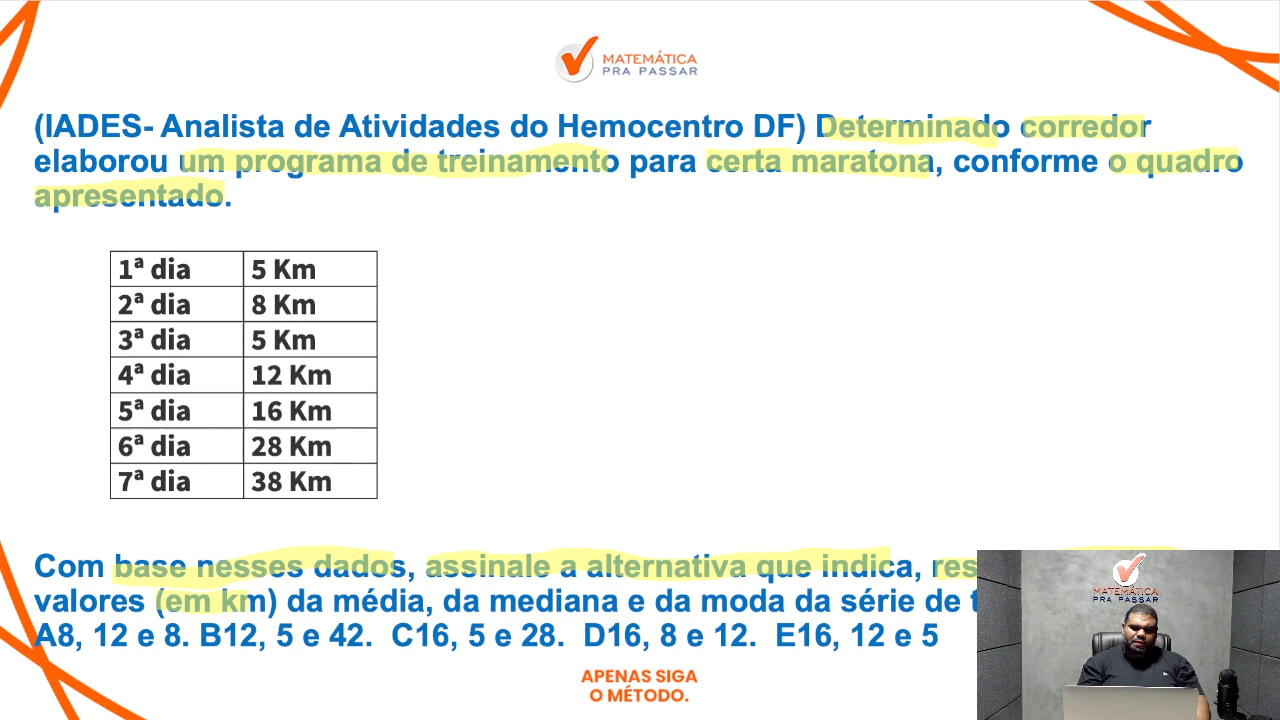 MATEMÁTICA
PRA PASSAR
(IADES- Analista de Atividades do Hemocentro DF) Determinado corredor
elaborou um programa de treinamento para certa maratona, conforme o quadro
apresentado.
1ª dia 5 Km
2ª dia 8 Km
3ª dia 5 Km
4ª dia 12 Km
5ª dia 16 Km
6ª dia 28 Km
7ª dia 38 Km
Com base nesses dados, assinale a alternativa que indica,
valores (em km) da média, da mediana e da moda da série de
A8, 12 e 8. B12, 5 e 42. C16, 5 e 28. D16, 8 e 12. E16, 12 e 5
APENAS SIGA
O MÉTODO.
MATEMÁTICA
PRA PASSAR